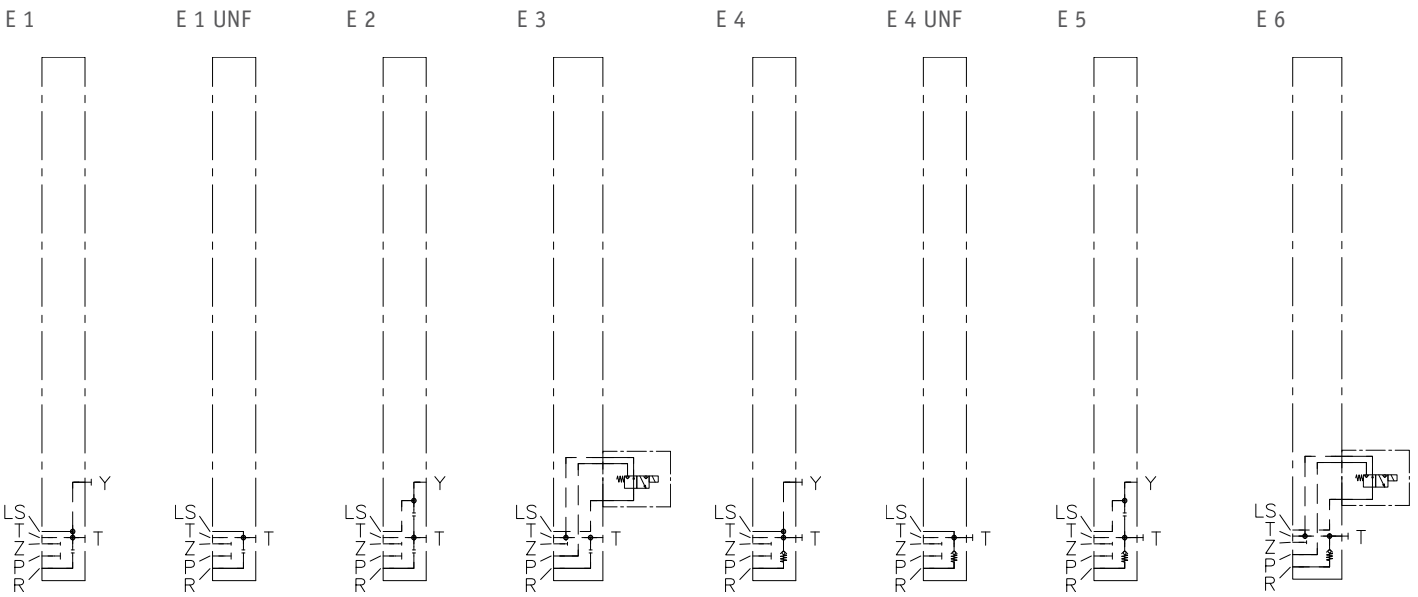 E 1 E 1 UNF E 2 E 3 E 4 E 4 UNF E 5 E 6
Y Y Y Y
LS LS LS LS LS LS LS LS
T T T T T T T T
T T T T T T T T
Z Z Z Z Z Z Z Z
P P P P P P P P
R R R R R R R R